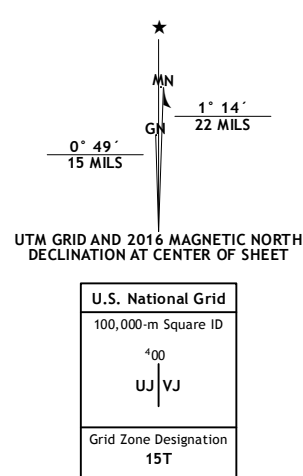 ★
MN
1° 14´
22 MILS
GN
0° 49´
15 MILS
UTM GRID AND 2016 MAGNETIC NORTH
DECLINATION AT CENTER OF SHEET
U.S. National Grid
100,000-m Square ID
⁴00
UJ VJ
Grid Zone Designation
15T